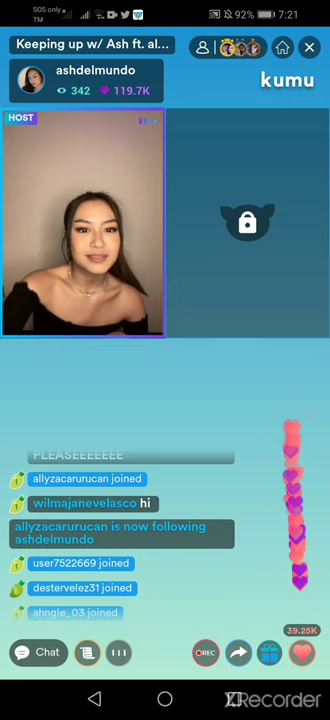 SOS only
TM
92%
7:21
Keeping up w/ Ash ft. al...
ashdelmundo
342
119.7K
kumu
HOST
PLEASEEEEEE
allyzacarurucan joined
wilmajanevelasco hi
allyzacarurucan is now following
ashdelmundo
user7522669 joined
destervelez31 joined
ahngle_03 joined
39.25K
Chat
REC
XRecorder